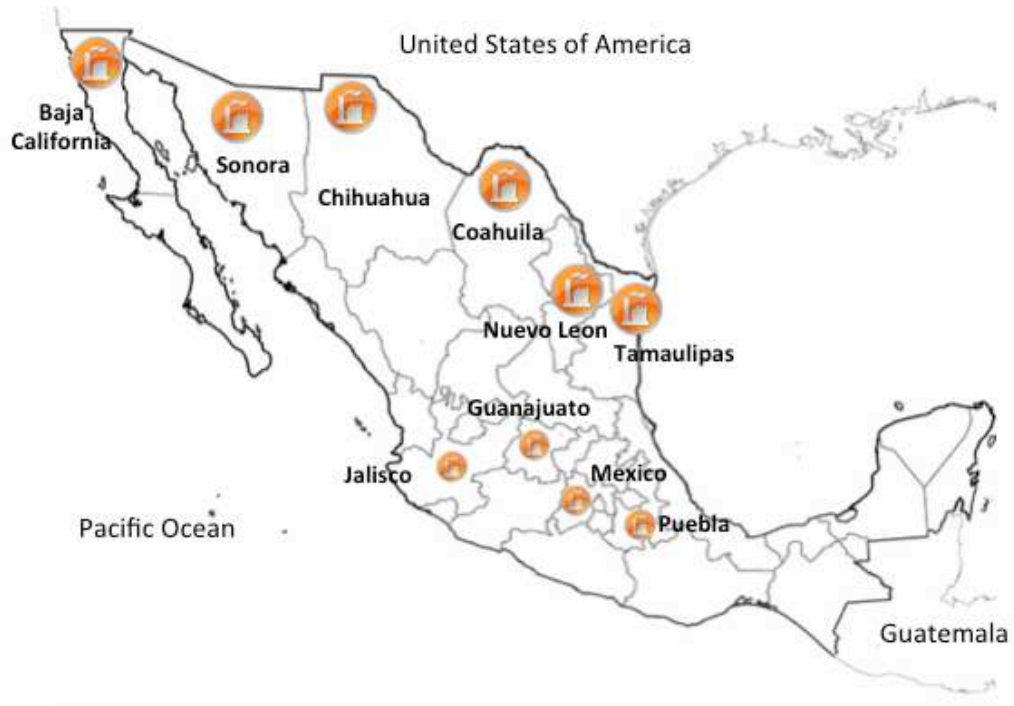 United States of America
Baja
California
Sonora
Chihuahua
Coahuila
Nuevo Leon
Tamaulipas
Guanajuato
Jalisco
Mexico
Puebla
Pacific Ocean
Guatemala